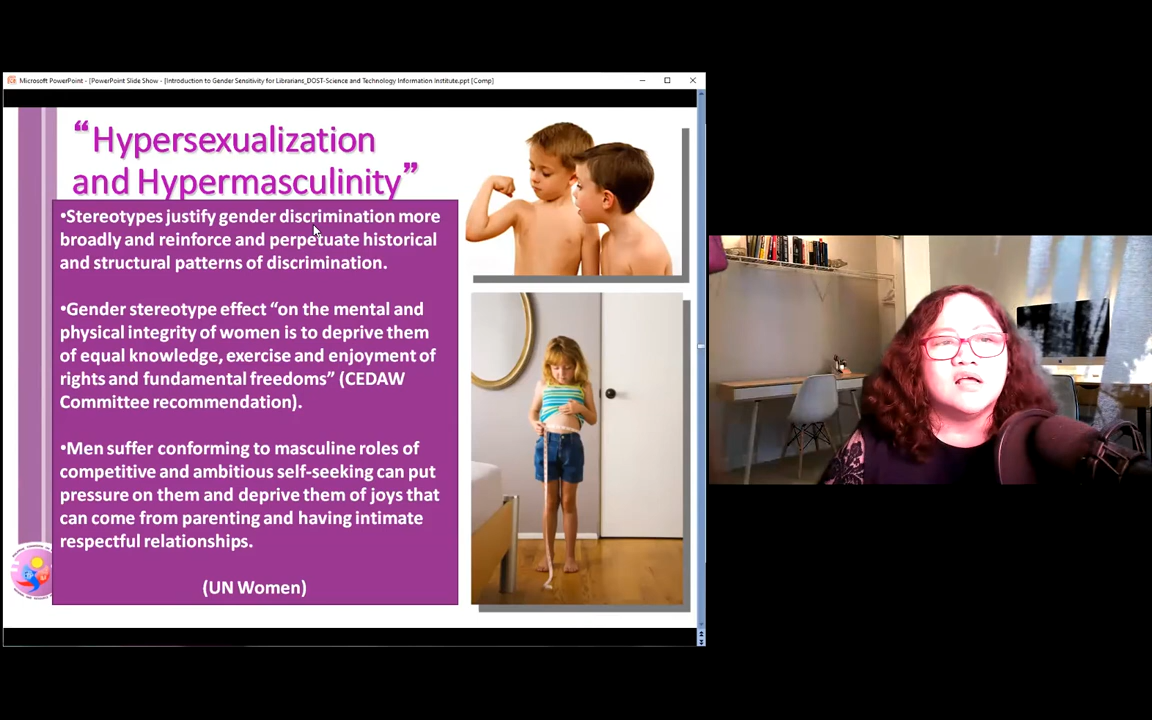 Microsoft PowerPoint - [PowerPoint Slide Show - [Introduction to Gender Sensitivity for Librarians_DOST-Science and Technology Information Institute.ppt [Comp]
“Hypersexualization
and Hypermasculinity”
•Stereotypes justify gender discrimination more
broadly and reinforce and perpetuate historical
and structural patterns of discrimination.
•Gender stereotype effect “on the mental and
physical integrity of women is to deprive them
of equal knowledge, exercise and enjoyment of
rights and fundamental freedoms” (CEDAW
Committee recommendation).
•Men suffer conforming to masculine roles of
competitive and ambitious self-seeking can put
pressure on them and deprive them of joys that
can come from parenting and having intimate
respectful relationships.
(UN Women)